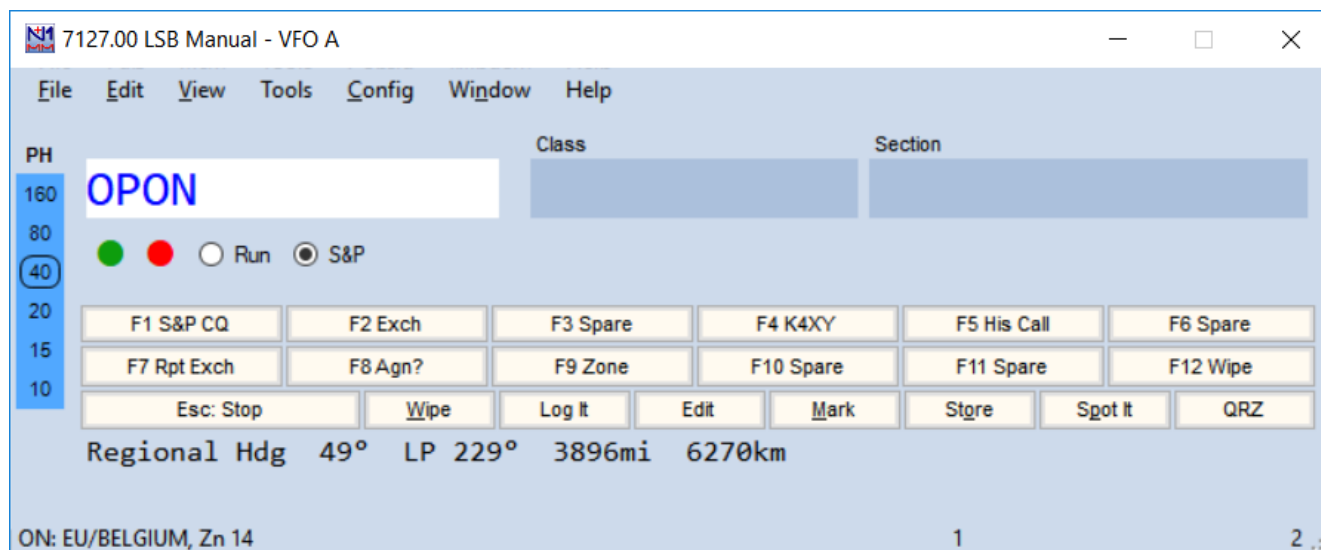 N1
MM
7127.00 LSB Manual - VFO A
File Edit View Tools Config Window Help
Class Section
PH
OPON
160
80
Run S&P
40
20
F1 S&P CQ F2 Exch F3 Spare F4 K4XY F5 His Call F6 Spare
15
F7 Rpt Exch F8 Agn? F9 Zone F10 Spare F11 Spare F12 Wipe
10
Esc: Stop Wipe Log It Edit Mark Store Spot It QRZ
Regional Hdg 49° LP 229° 3896mi 6270km
ON: EU/BELGIUM, Zn 14 1 2